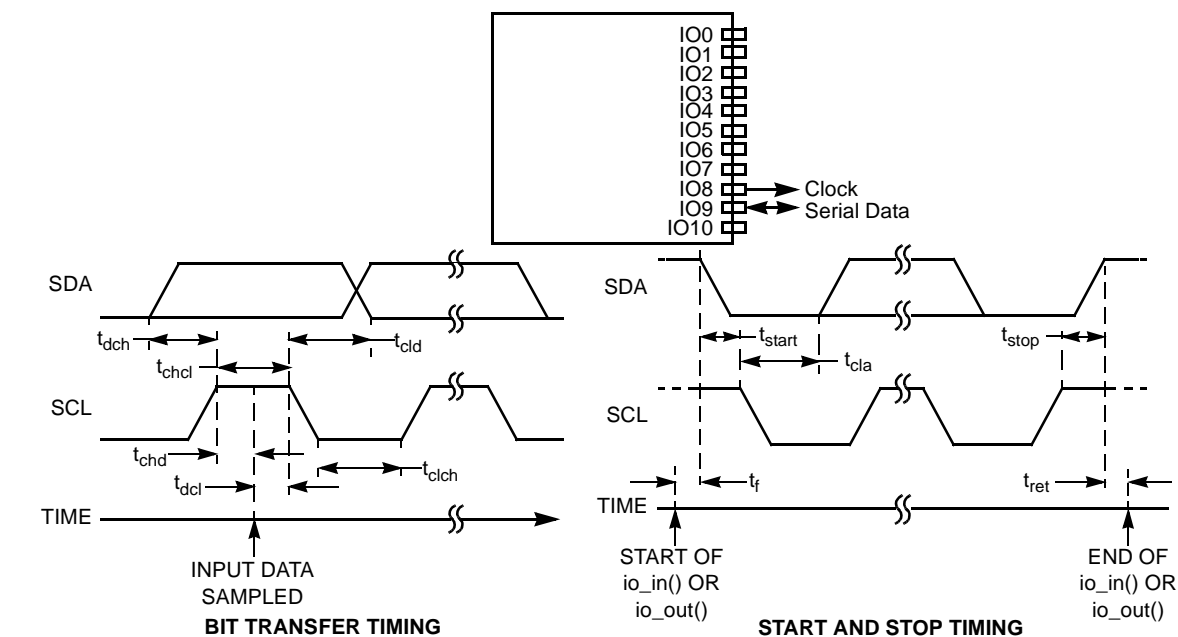 IO0
IO1
IO2
IO3
IO4
IO5
IO6
IO7
IO8
IO9
IO10
Clock
Serial Data
SDA
tdch
tcld
tchcl
SCL
tchd
tdcl
tclch
TIME
INPUT DATA
SAMPLED
BIT TRANSFER TIMING
SDA
tstart
tstop
tcla
SCL
tf
tret
TIME
START OF
io_in() OR
io_out()
END OF
io_in() OR
io_out()
START AND STOP TIMING